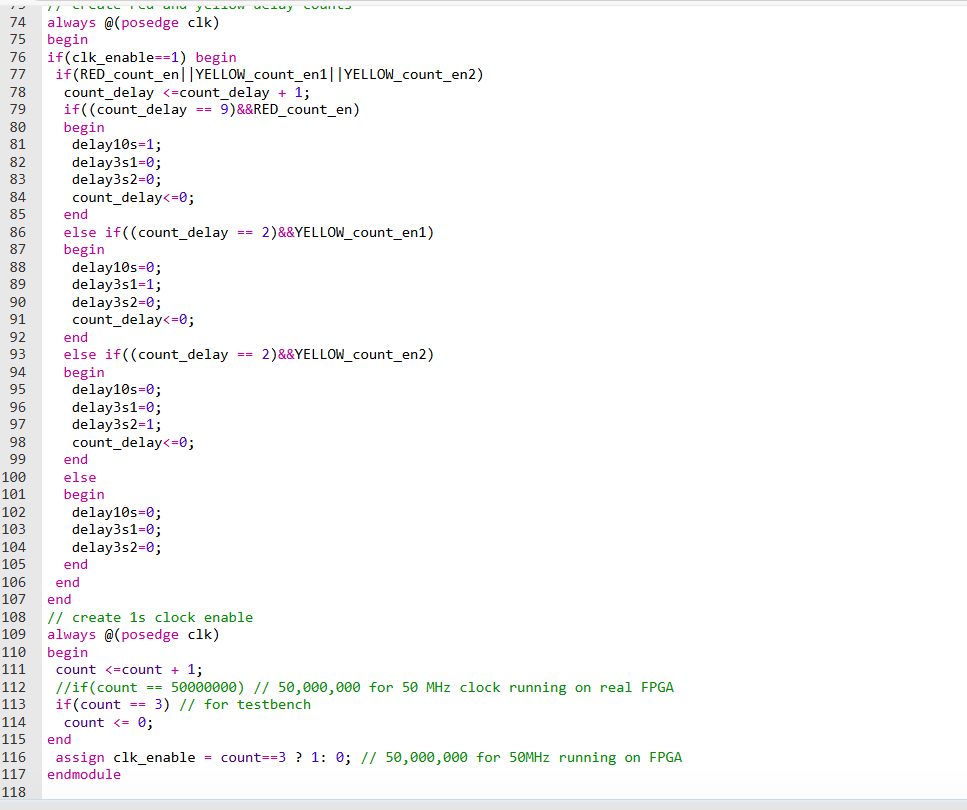 // create red and yellow delay counts
74 always @(posedge clk)
75 begin
76 if(clk_enable==1) begin
77  if(RED_count_en||YELLOW_count_en1||YELLOW_count_en2)
78   count_delay <=count_delay + 1;
79   if((count_delay == 9)&&RED_count_en)
80   begin
81    delay10s=1;
82    delay3s1=0;
83    delay3s2=0;
84    count_delay<=0;
85   end
86   else if((count_delay == 2)&&YELLOW_count_en1)
87   begin
88    delay10s=0;
89    delay3s1=1;
90    delay3s2=0;
91    count_delay<=0;
92   end
93   else if((count_delay == 2)&&YELLOW_count_en2)
94   begin
95    delay10s=0;
96    delay3s1=0;
97    delay3s2=1;
98    count_delay<=0;
99   end
100   else
101   begin
102    delay10s=0;
103    delay3s1=0;
104    delay3s2=0;
105   end
106  end
107 end
108 // create 1s clock enable
109 always @(posedge clk)
110 begin
111  count <=count + 1;
112  //if(count == 50000000) // 50,000,000 for 50 MHz clock running on real FPGA
113  if(count == 3) // for testbench
114   count <= 0;
115 end
116  assign clk_enable = count==3 ? 1: 0; // 50,000,000 for 50MHz running on FPGA
117 endmodule
118